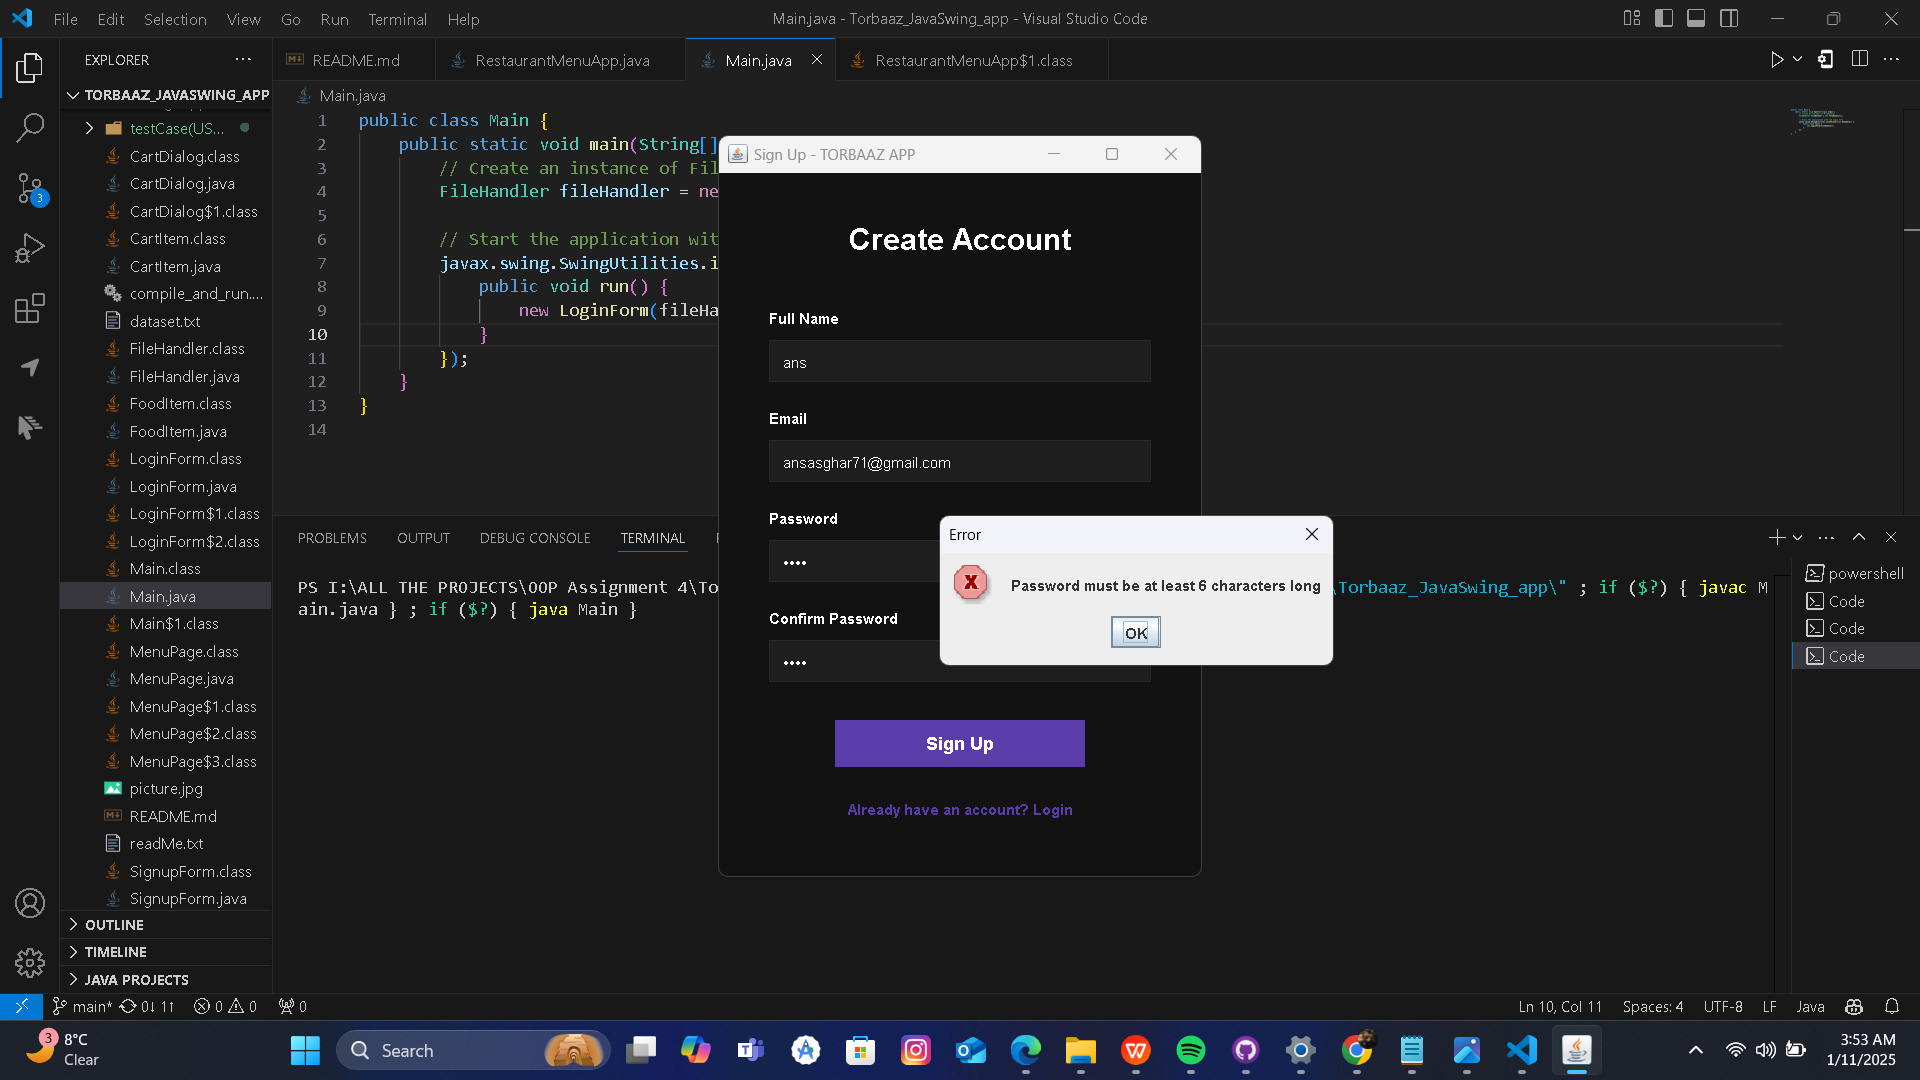 File Edit Selection View Go Run Terminal Help
Main.java - Torbaaz_JavaSwing_app - Visual Studio Code
EXPLORER
README.md
RestaurantMenuApp.java
Main.java
RestaurantMenuApp$1.class
TORBAAZ_JAVASWING_APP
testCase(US...
CartDialog.class
CartDialog.java
CartDialog$1.class
CartItem.class
CartItem.java
compile_and_run....
dataset.txt
FileHandler.class
FileHandler.java
FoodItem.class
FoodItem.java
LoginForm.class
LoginForm.java
LoginForm$1.class
LoginForm$2.class
Main.class
Main.java
Main$1.class
MenuPage.class
MenuPage.java
MenuPage$1.class
MenuPage$2.class
MenuPage$3.class
picture.jpg
README.md
readMe.txt
SignupForm.class
SignupForm.java
OUTLINE
TIMELINE
JAVA PROJECTS
Main.java
1 public class Main {
2 public static void main(String[]
3 // Create an instance of Fil
4 FileHandler fileHandler = ne
5
6 // Start the application wit
7 javax.swing.SwingUtilities.i
8 public void run() {
9 new LoginForm(fileHa
10 }
11 });
12 }
13 }
14
Sign Up - TORBAAZ APP
Create Account
Full Name
ans
Email
ansasghar71@gmail.com
Password
••••
Confirm Password
••••
Sign Up
Already have an account? Login
Error
Password must be at least 6 characters long
OK
PROBLEMS OUTPUT DEBUG CONSOLE TERMINAL
PS I:\ALL THE PROJECTS\OOP Assignment 4\To \Torbaaz_JavaSwing_app\" ; if ($?) { javac M
ain.java } ; if ($?) { java Main }
powershell
Code
Code
Code
main* 0↓ 1↑ 0 0 0
Ln 10, Col 11 Spaces: 4 UTF-8 LF Java
3
3
8°C
Clear
Search
3:53 AM
1/11/2025